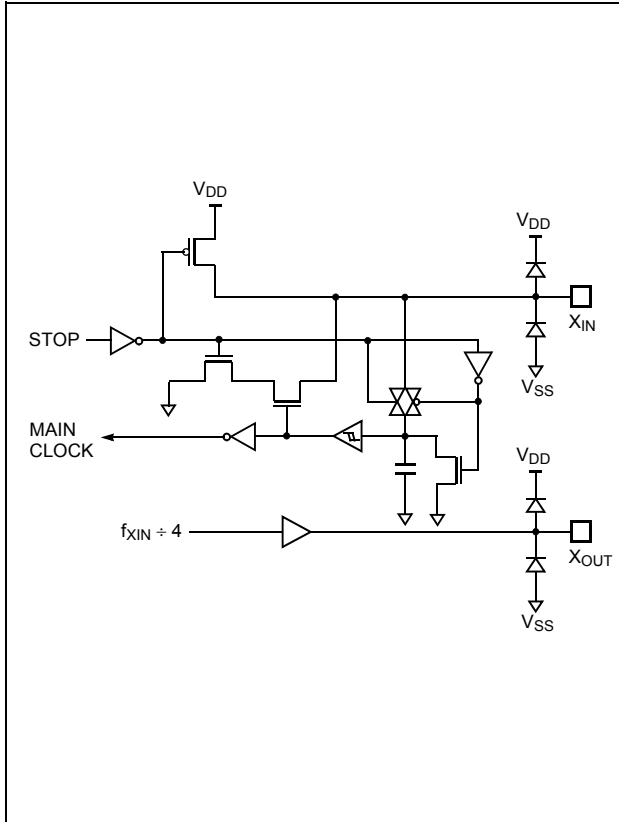 VDD
VDD
XIN
STOP
VSS
MAIN
CLOCK
VDD
fXIN ÷ 4
XOUT
VSS